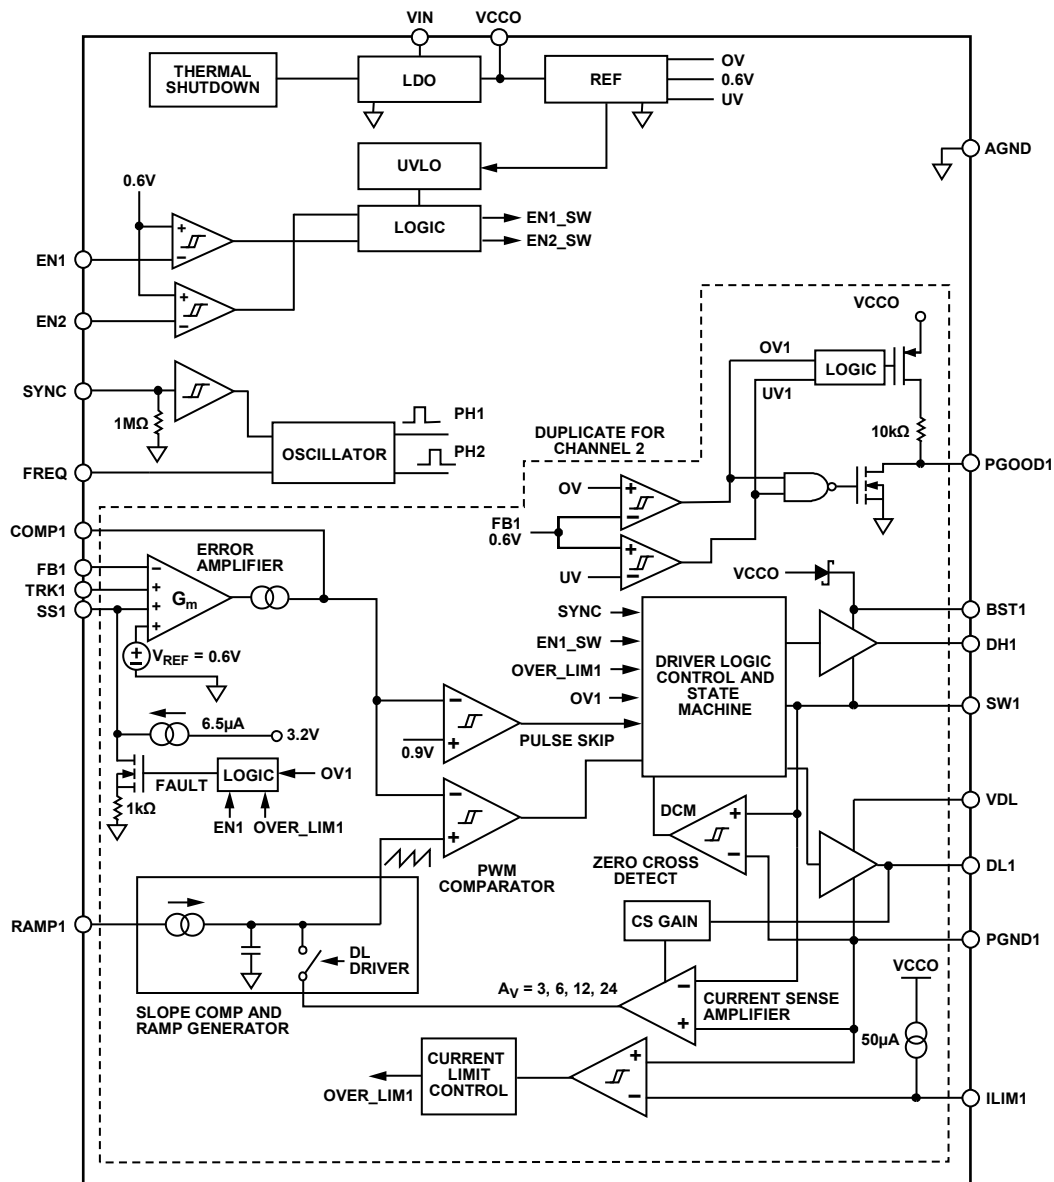 VIN
VCCO
THERMAL
SHUTDOWN
LDO
REF
OV
0.6V
UV
AGND
UVLO
0.6V
LOGIC
EN1_SW
EN2_SW
+
−
EN1
+
−
EN2
VCCO
OV1
LOGIC
UV1
SYNC
1MΩ
PH1
10kΩ
OSCILLATOR
PH2
DUPLICATE FOR
CHANNEL 2
FREQ
PGOOD1
OV
+
−
FB1
0.6V
+
−
UV
COMP1
ERROR
AMPLIFIER
FB1
TRK1
SS1
−
+
+
+
Gm
VREF = 0.6V
+
−
VCCO
BST1
DH1
SYNC
EN1_SW
OVER_LIM1
OV1
DRIVER LOGIC
CONTROL AND
STATE
MACHINE
SW1
6.5µA
3.2V
−
0.9V
+
PULSE SKIP
FAULT
LOGIC
OV1
1kΩ
EN1
OVER_LIM1
−
+
PWM
COMPARATOR
DCM
+
−
ZERO CROSS
DETECT
VDL
DL1
CS GAIN
RAMP1
PGND1
DL
DRIVER
SLOPE COMP AND
RAMP GENERATOR
AV = 3, 6, 12, 24
−
+
CURRENT SENSE
AMPLIFIER
VCCO
50µA
CURRENT
LIMIT
CONTROL
OVER_LIM1
+
−
ILIM1